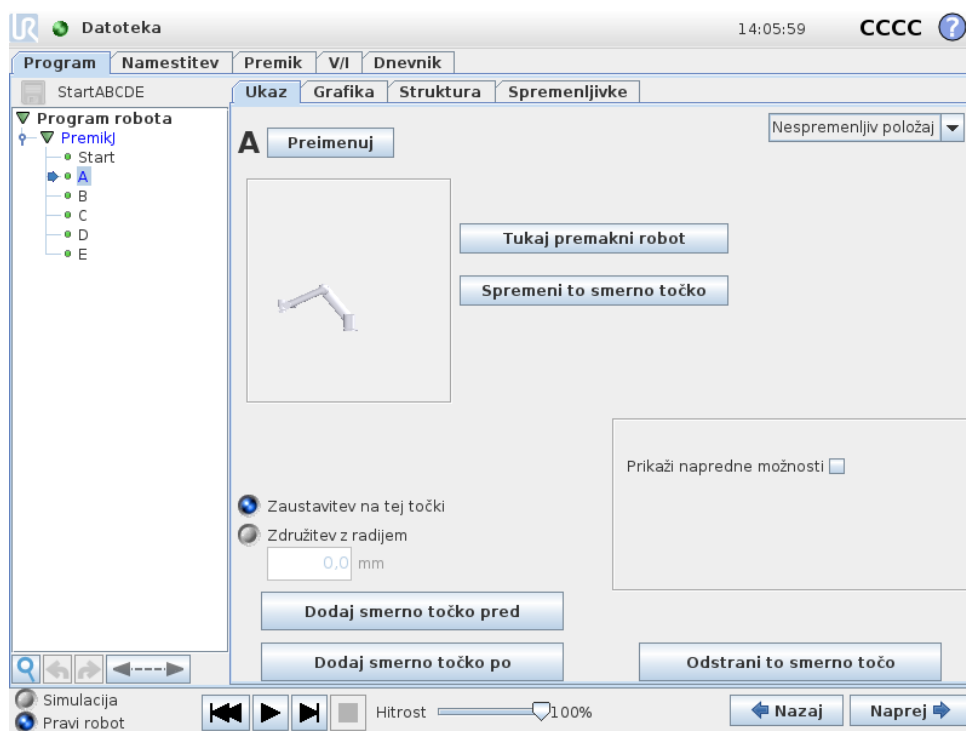 UR Datoteka 14:05:59 CCCC ?
Program Namestitev Premik V/I Dnevnik
StartABCDE
Ukaz Grafika Struktura Spremenljivke
Program robota
PremikJ
Start
A
B
C
D
E
A Preimenuj
Nespremenljiv položaj
Tukaj premakni robot
Spremeni to smerno točko
Prikaži napredne možnosti
Zaustavitev na tej točki
Združitev z radijem
0,0 mm
Dodaj smerno točko pred
Dodaj smerno točko po
Odstrani to smerno točo
Simulacija
Pravi robot
Hitrost 100%
Nazaj
Naprej